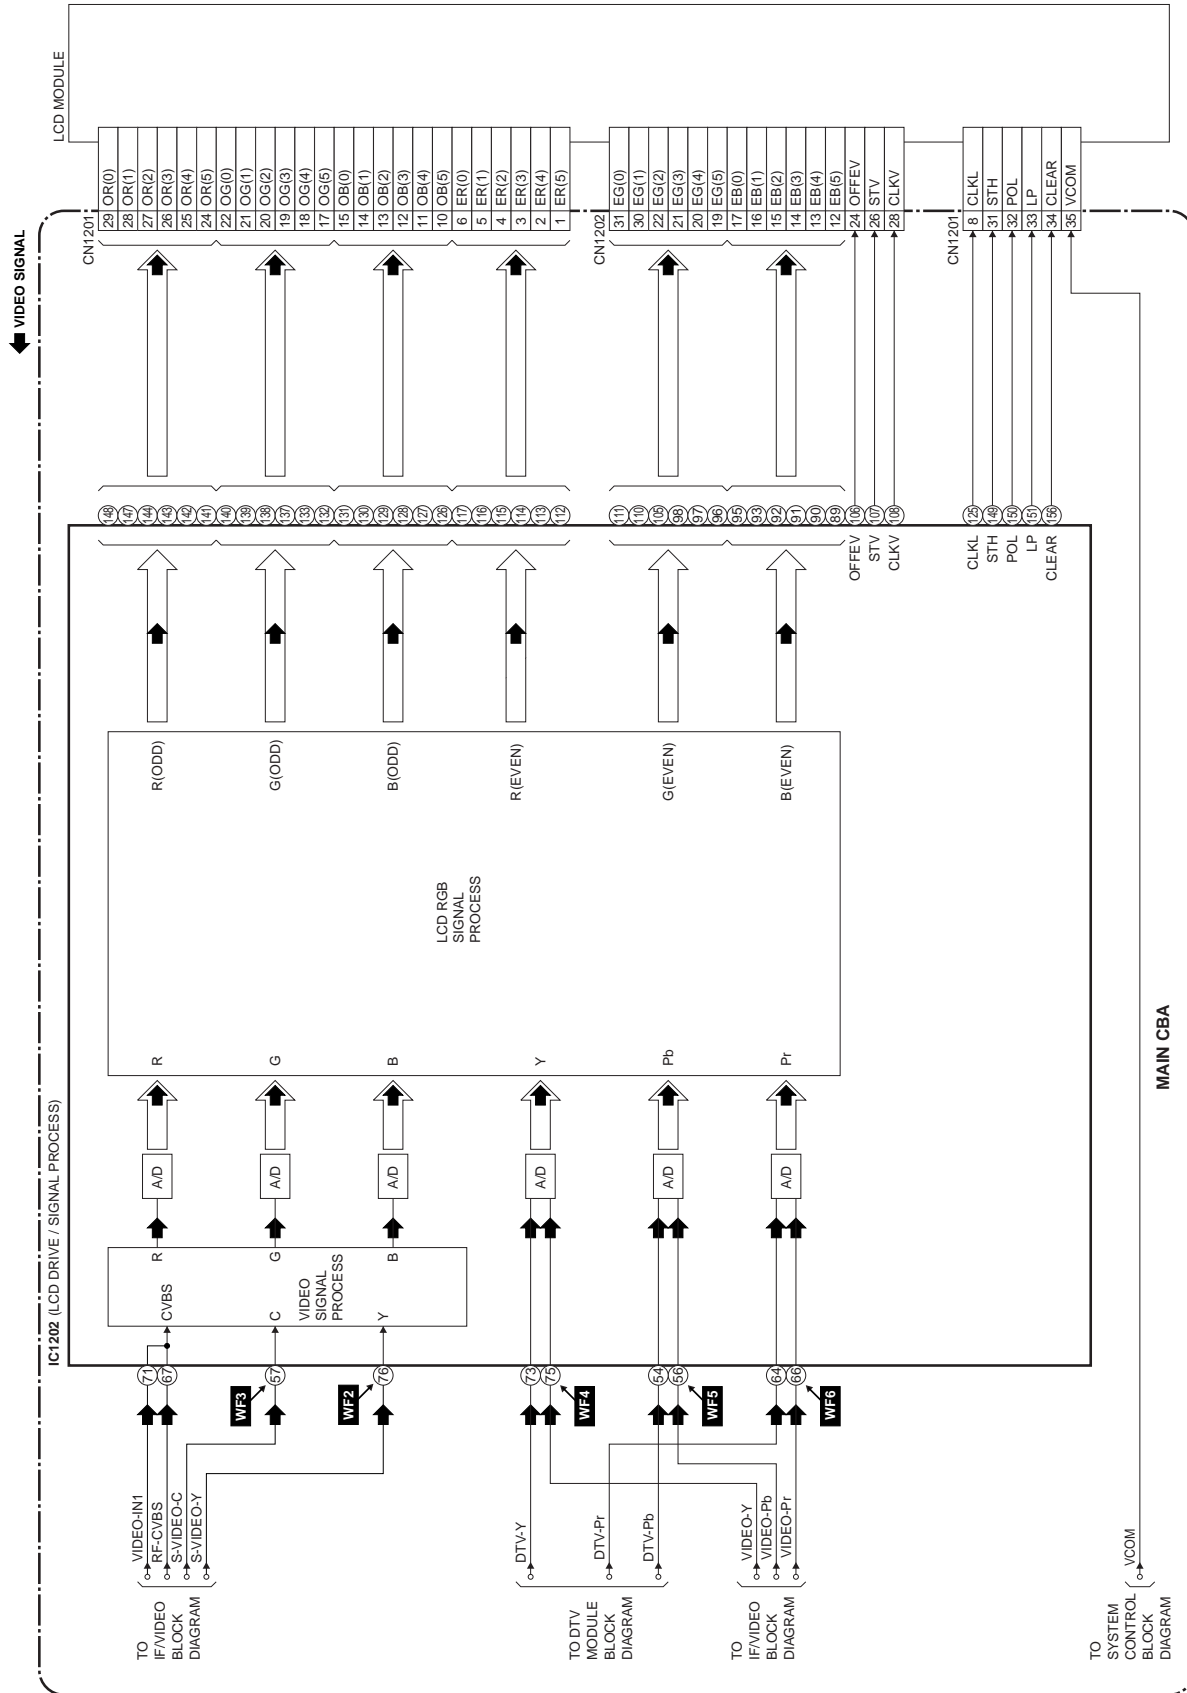 VIDEO SIGNAL
LCD MODULE
CN1201
29 OR(0)
28 OR(1)
27 OR(2)
26 OR(3)
25 OR(4)
24 OR(5)
22 OG(0)
21 OG(1)
20 OG(2)
19 OG(3)
18 OG(4)
17 OG(5)
15 OB(0)
14 OB(1)
13 OB(2)
12 OB(3)
11 OB(4)
10 OB(5)
6 ER(0)
5 ER(1)
4 ER(2)
3 ER(3)
2 ER(4)
1 ER(5)
CN1202
31 EG(0)
30 EG(1)
22 EG(2)
21 EG(3)
20 EG(4)
19 EG(5)
17 EB(0)
16 EB(1)
15 EB(2)
14 EB(3)
13 EB(4)
12 EB(5)
24 OFFEV
26 STV
28 CLKV
CN1201
8 CLKL
31 STH
32 POL
33 LP
34 CLEAR
35 VCOM
148
147
144
143
142
141
140
139
138
137
133
132
131
130
129
128
127
126
117
116
115
114
113
112
111
110
105
98
97
96
95
93
92
91
90
89
106
107
108
125
149
150
151
156
OFFEV
STV
CLKV
CLKL
STH
POL
LP
CLEAR
R(ODD)
G(ODD)
B(ODD)
R(EVEN)
G(EVEN)
B(EVEN)
LCD RGB
SIGNAL
PROCESS
R
G
B
Y
Pb
Pr
A/D
A/D
A/D
A/D
A/D
A/D
IC1202 (LCD DRIVE / SIGNAL PROCESS)
R
G
B
VIDEO
SIGNAL
PROCESS
CVBS
C
Y
71
67
57
76
73
75
54
56
64
66
WF3
WF2
WF4
WF5
WF6
VIDEO-IN1
RF-CVBS
S-VIDEO-C
S-VIDEO-Y
DTV-Y
DTV-Pr
DTV-Pb
VIDEO-Y
VIDEO-Pb
VIDEO-Pr
VCOM
TO
IF/VIDEO
BLOCK
DIAGRAM
TO DTV
MODULE
BLOCK
DIAGRAM
TO
IF/VIDEO
BLOCK
DIAGRAM
TO
SYSTEM
CONTROL
BLOCK
DIAGRAM
MAIN CBA